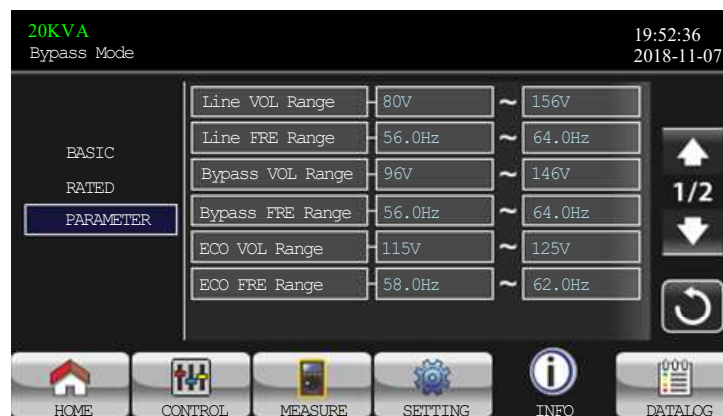 20KVA
Bypass Mode
19:52:36
2018-11-07
BASIC
RATED
PARAMETER
Line VOL Range 80V ~ 156V
Line FRE Range 56.0Hz ~ 64.0Hz
Bypass VOL Range 96V ~ 146V
Bypass FRE Range 56.0Hz ~ 64.0Hz
ECO VOL Range 115V ~ 125V
ECO FRE Range 58.0Hz ~ 62.0Hz
1/2
HOME CONTROL MEASURE SETTING INFO DATALOG